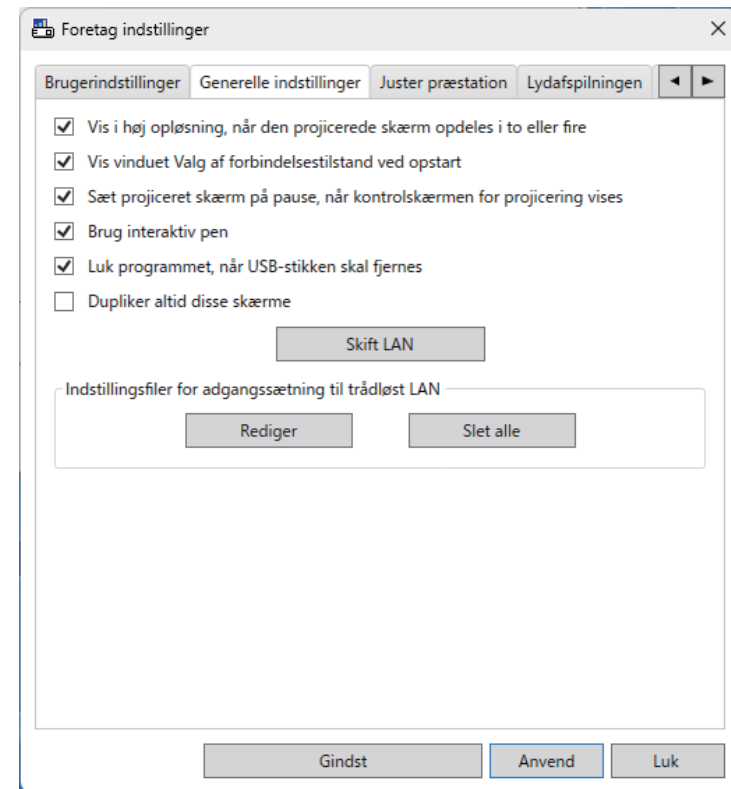 Foretag indstillinger
Brugerindstillinger Generelle indstillinger Juster præstation Lydafspilningen
Vis i høj opløsning, når den projicerede skærm opdeles i to eller fire
Vis vinduet Valg af forbindelsestilstand ved opstart
Sæt projiceret skærm på pause, når kontrolskærmen for projicering vises
Brug interaktiv pen
Luk programmet, når USB-stikken skal fjernes
Dupliker altid disse skærme
Skift LAN
Indstillingsfiler for adgangssætning til trådløst LAN
Rediger Slet alle
Gindst Anvend Luk